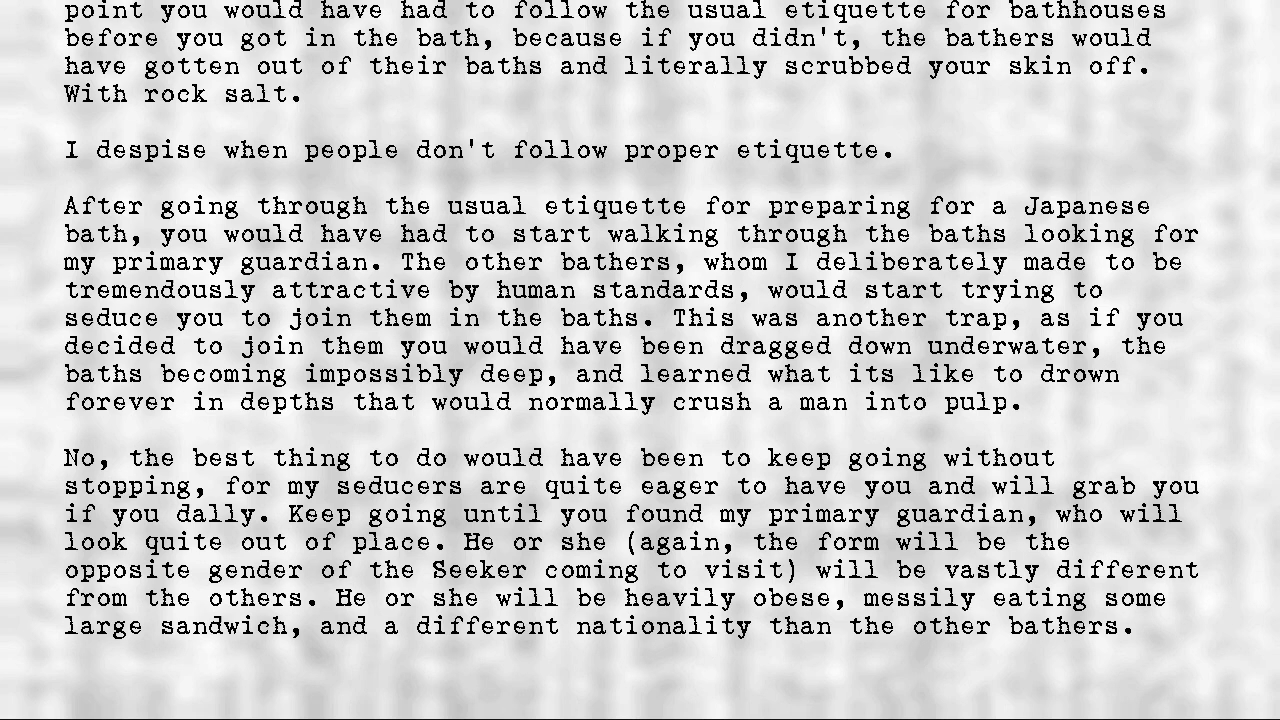 point you would have had to follow the usual etiquette for bathhouses
before you got in the bath, because if you didn't, the bathers would
have gotten out of their baths and literally scrubbed your skin off.
With rock salt.
I despise when people don't follow proper etiquette.
After going through the usual etiquette for preparing for a Japanese
bath, you would have had to start walking through the baths looking for
my primary guardian. The other bathers, whom I deliberately made to be
tremendously attractive by human standards, would start trying to
seduce you to join them in the baths. This was another trap, as if you
decided to join them you would have been dragged down underwater, the
baths becoming impossibly deep, and learned what its like to drown
forever in depths that would normally crush a man into pulp.
No, the best thing to do would have been to keep going without
stopping, for my seducers are quite eager to have you and will grab you
if you dally. Keep going until you found my primary guardian, who will
look quite out of place. He or she (again, the form will be the
opposite gender of the Seeker coming to visit) will be vastly different
from the others. He or she will be heavily obese, messily eating some
large sandwich, and a different nationality than the other bathers.